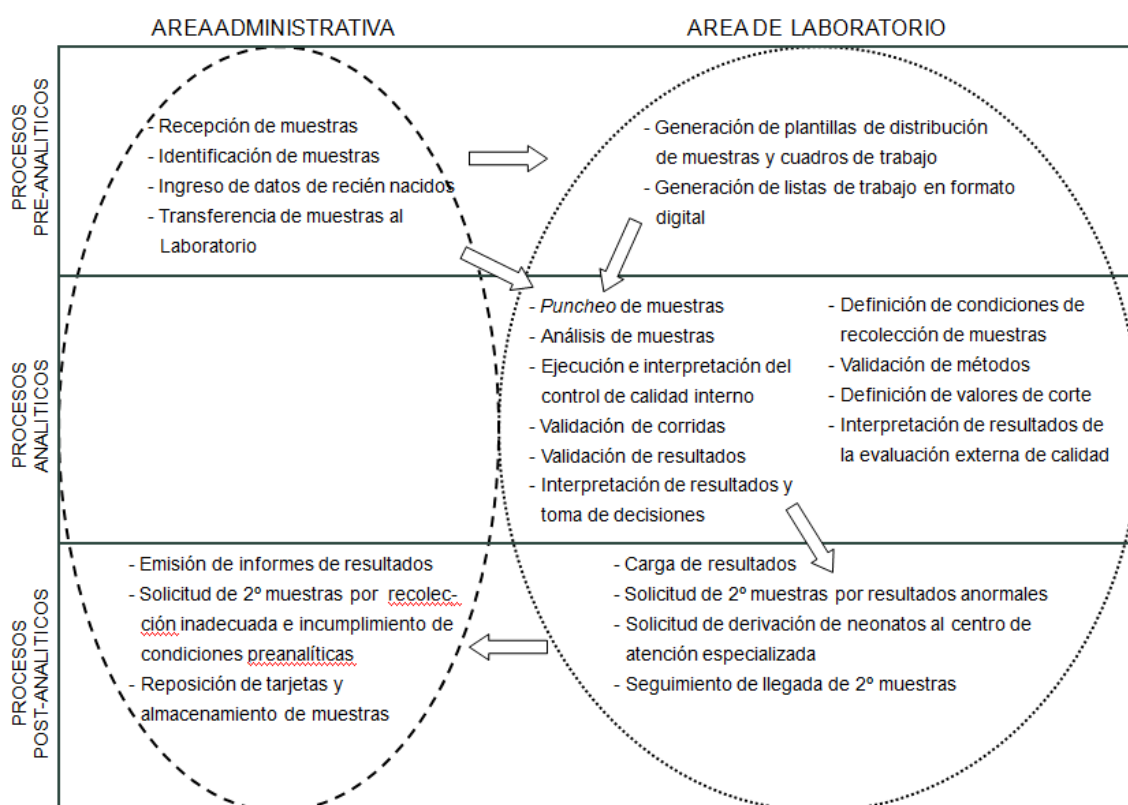 AREA ADMINISTRATIVA
AREA DE LABORATORIO
PROCESOS
PRE-ANALITICOS
- Recepción de muestras
- Identificación de muestras
- Ingreso de datos de recién nacidos
- Transferencia de muestras al
Laboratorio
- Generación de plantillas de distribución
de muestras y cuadros de trabajo
- Generación de listas de trabajo en formato
digital
PROCESOS
ANALITICOS
- Puncheo de muestras
- Análisis de muestras
- Ejecución e interpretación del
control de calidad interno
- Validación de corridas
- Validación de resultados
- Interpretación de resultados y
toma de decisiones
- Definición de condiciones de
recolección de muestras
- Validación de métodos
- Definición de valores de corte
- Interpretación de resultados de
la evaluación externa de calidad
PROCESOS
POST-ANALITICOS
- Emisión de informes de resultados
- Solicitud de 2º muestras por recolec-
cción inadecuada e incumplimiento de
condiciones preanalíticas
- Reposición de tarjetas y
almacenamiento de muestras
- Carga de resultados
- Solicitud de 2º muestras por resultados anormales
- Solicitud de derivación de neonatos al centro de
atención especializada
- Seguimiento de llegada de 2º muestras